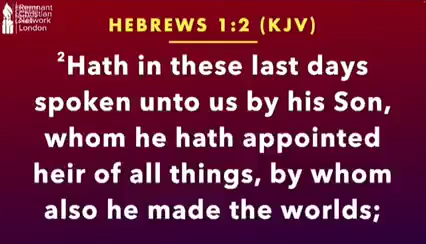 Remnant
Christian
Network
London
HEBREWS 1:2 (KJV)
²Hath in these last days
spoken unto us by his Son,
whom he hath appointed
heir of all things, by whom
also he made the worlds;